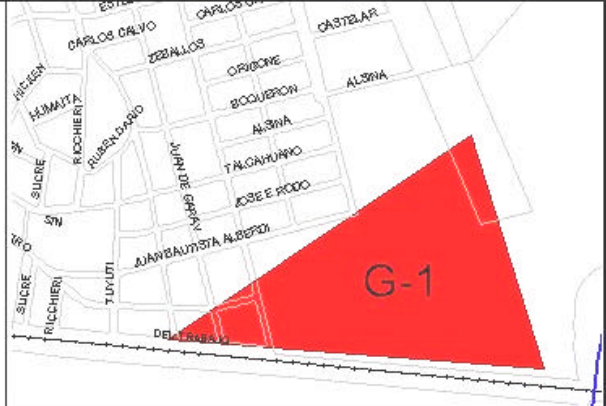 CARLOS CALVO
ZEBALLOS
CASTELAR
ORICIONE
ALSINA
HUMAITA
BOQUERON
RICCHIERI
RUBEN DARIO
ALSINA
JUAN DE GARAY
TALCAHUANO
SUCRE
JOSE E RODO
SIN
JUAN BAUTISTA ALBERDI
TUYUTI
SUCRE
RICCHIERI
G-1
DEL TRABAJO